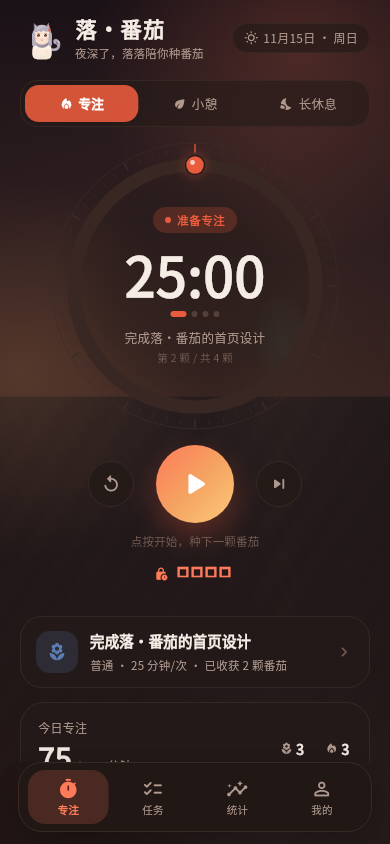 落·番茄
夜深了，落落陪你种番茄
11月15日 · 周日
专注
小憩
长休息
准备专注
25:00
完成落·番茄的首页设计
第 2 颗 / 共 4 颗
点按开始，种下一颗番茄
完成落·番茄的首页设计
普通 · 25 分钟/次 · 已收获 2 颗番茄
今日专注
75
3
3
专注
任务
统计
我的